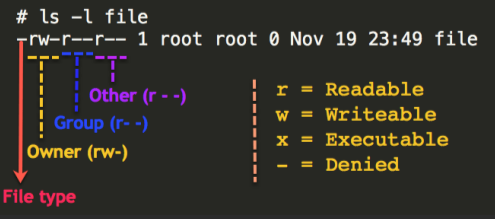 # ls -l file
-rw-r--r-- 1 root root 0 Nov 19 23:49 file
r = Readable
Other (r - -)
w = Writeable
Group (r- -)
x = Executable
Owner (rw-)
- = Denied
File type